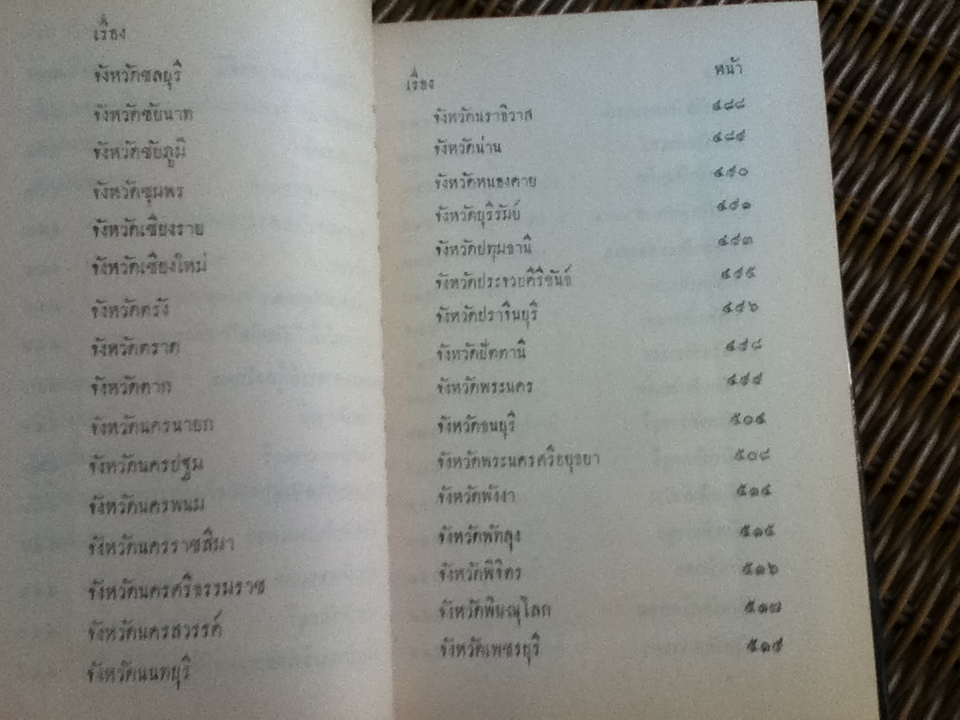 เรื่อง
จังหวัดชลบุรี
จังหวัดชัยนาท
จังหวัดชัยภูมิ
จังหวัดชุมพร
จังหวัดเชียงราย
จังหวัดเชียงใหม่
จังหวัดตรัง
จังหวัดตราด
จังหวัดตาก
จังหวัดนครนายก
จังหวัดนครปฐม
จังหวัดนครพนม
จังหวัดนครราชสีมา
จังหวัดนครศรีธรรมราช
จังหวัดนครสวรรค์
จังหวัดนนทบุรี
เรื่อง หน้า
จังหวัดนราธิวาส ๔๘๘
จังหวัดน่าน ๔๘๙
จังหวัดหนองคาย ๔๙๐
จังหวัดบุรีรัมย์ ๔๙๑
จังหวัดปทุมธานี ๔๙๓
จังหวัดประจวบคีรีขันธ์ ๔๙๕
จังหวัดปราจีนบุรี ๔๙๖
จังหวัดปัตตานี ๔๙๘
จังหวัดพระนคร ๔๙๙
จังหวัดธนบุรี ๕๐๔
จังหวัดพระนครศรีอยุธยา ๕๐๘
จังหวัดพังงา ๕๑๔
จังหวัดพัทลุง ๕๑๕
จังหวัดพิจิตร ๕๑๖
จังหวัดพิษณุโลก ๕๑๗
จังหวัดเพชรบุรี ๕๑๙